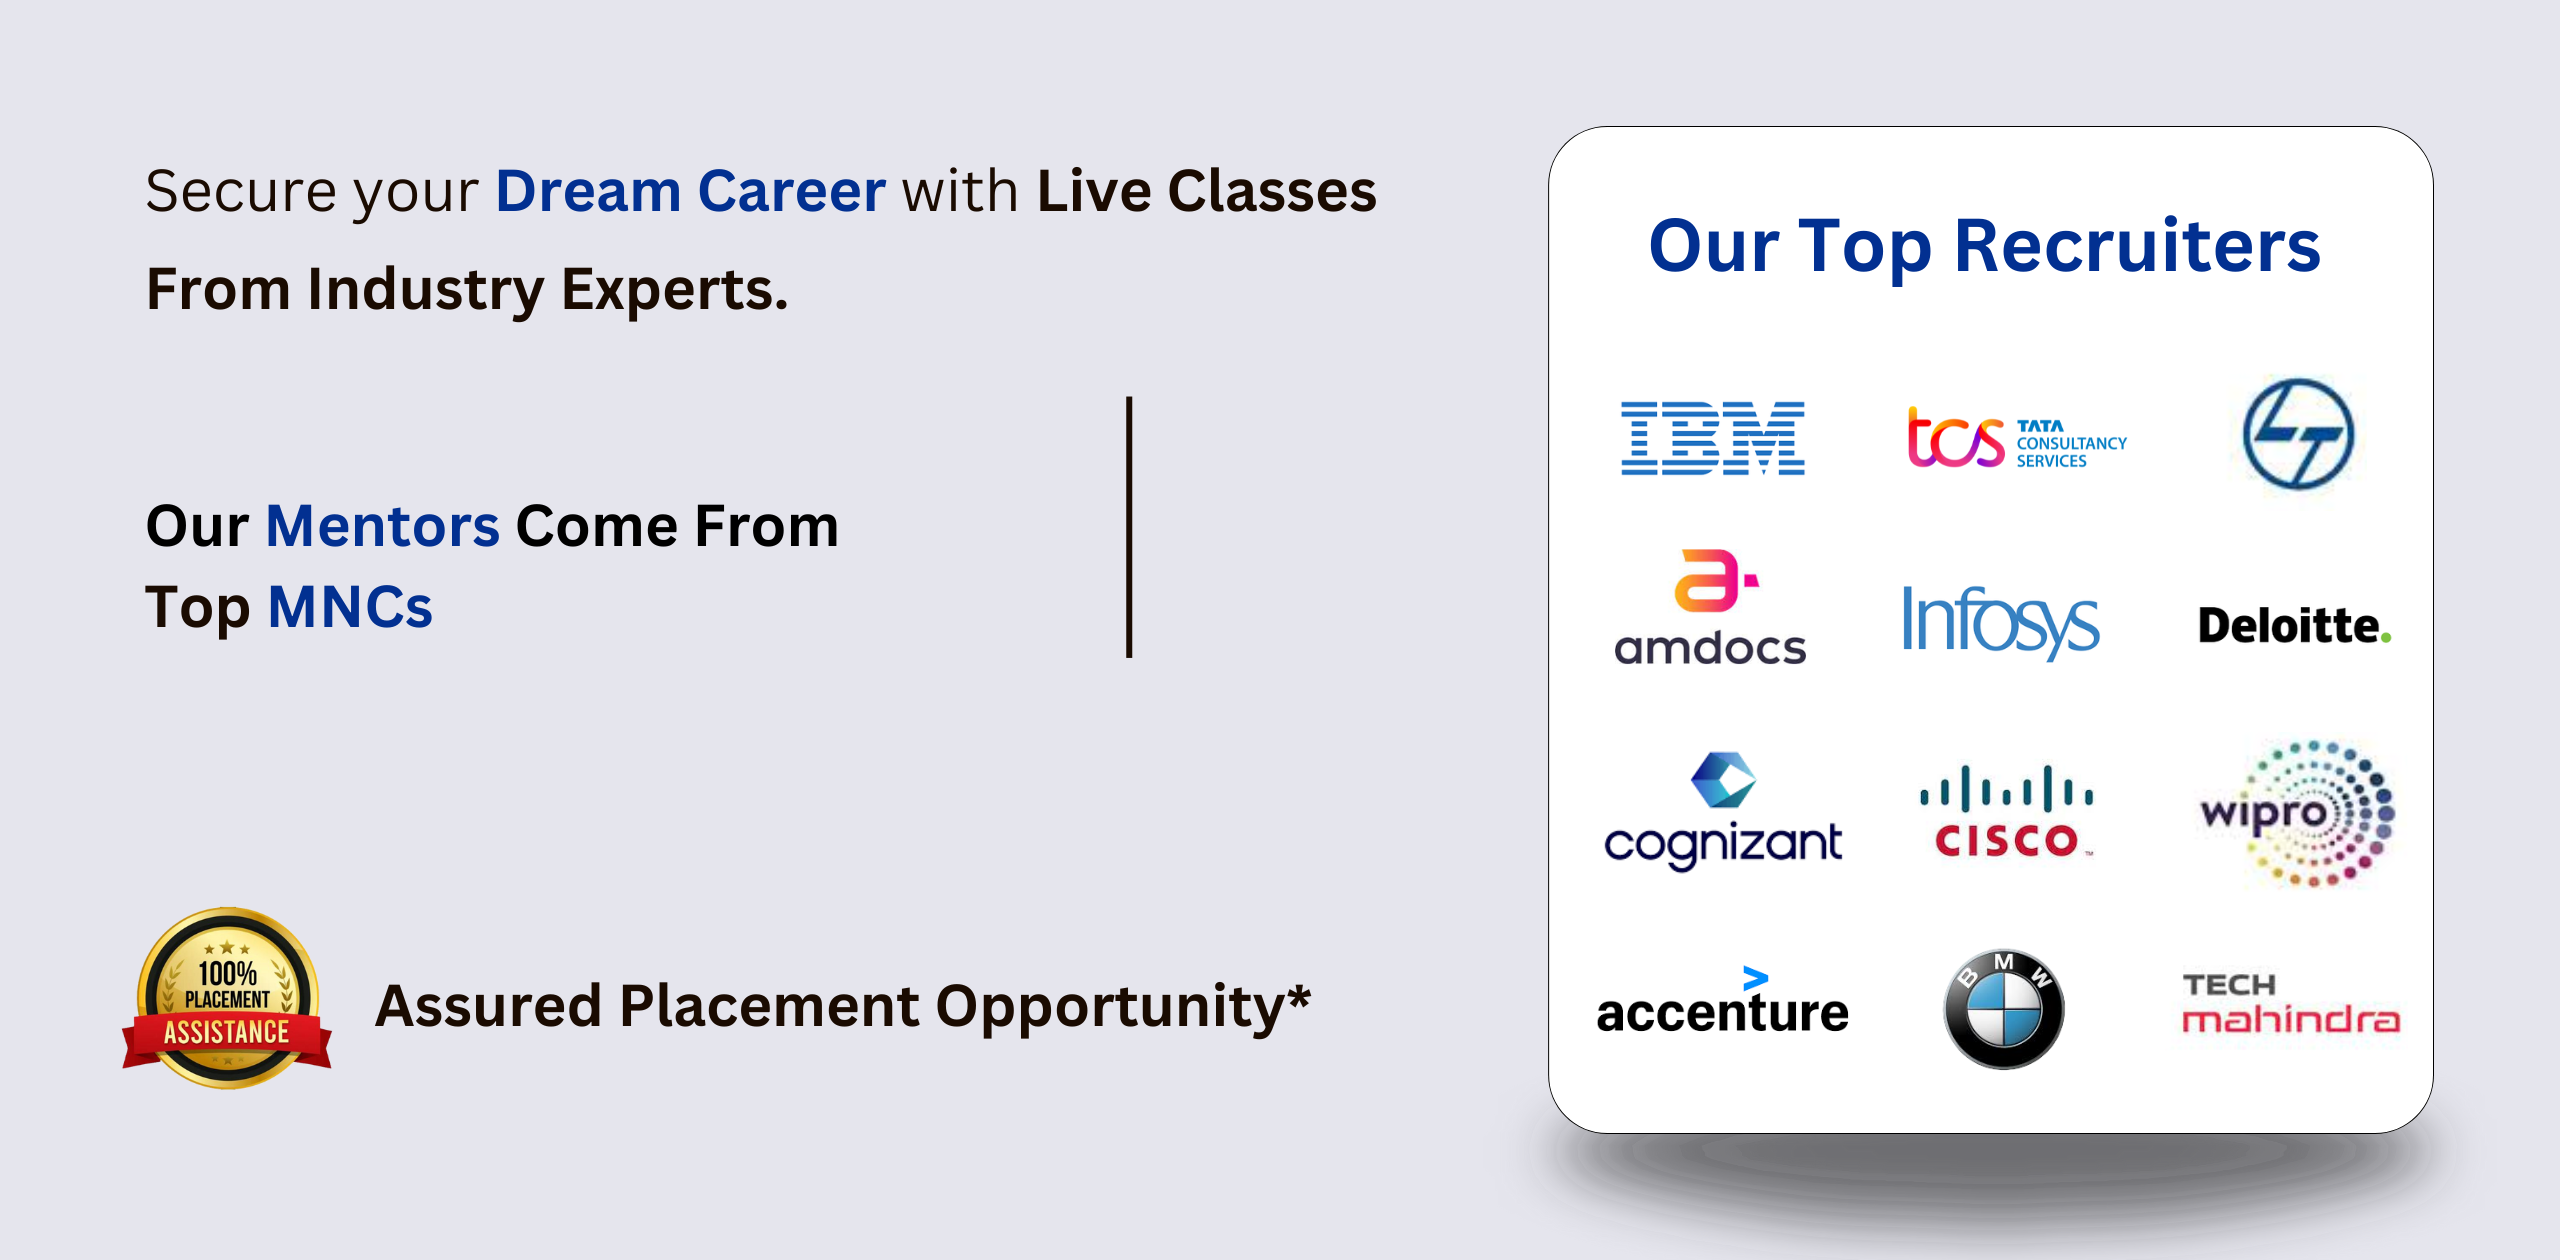 Secure your Dream Career with Live Classes
From Industry Experts.
Our Mentors Come From
Top MNCs
100%
PLACEMENT
ASSISTANCE
Assured Placement Opportunity*
Our Top Recruiters
IBM
tcs TATA
CONSULTANCY
SERVICES
LT
a
amdocs
Infosys
Deloitte.
cognizant
CISCO™
wipro
>
accenture
BMW
TECH
mahindra